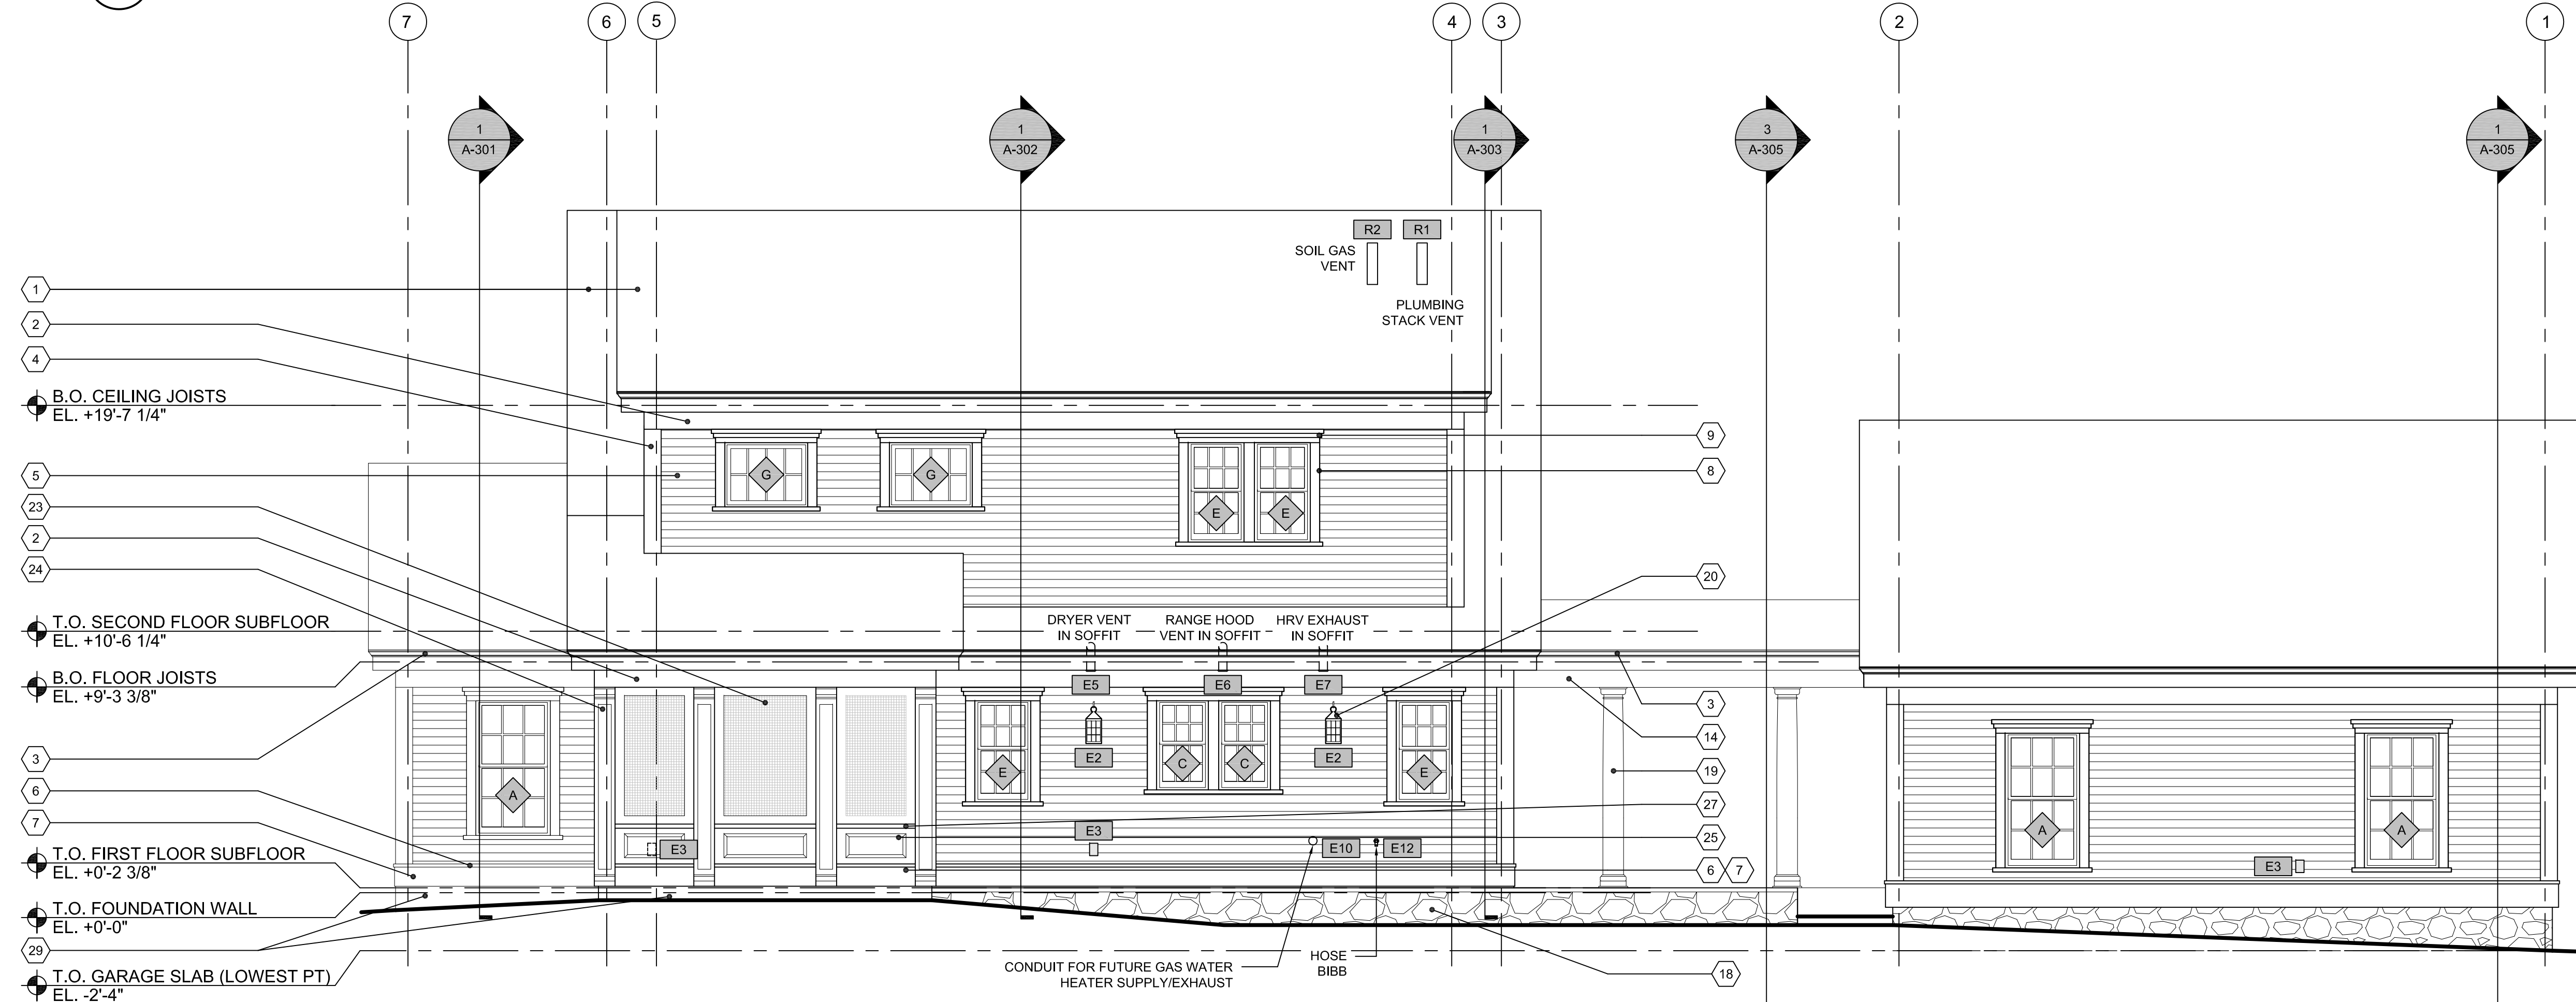 7
6
5
4
3
2
1
1
A-301
1
A-302
1
A-303
3
A-305
1
A-305
R2
R1
SOIL GAS
VENT
PLUMBING
STACK VENT
1
2
4
B.O. CEILING JOISTS
EL. +19'-7 1/4"
5
23
2
24
T.O. SECOND FLOOR SUBFLOOR
EL. +10'-6 1/4"
B.O. FLOOR JOISTS
EL. +9'-3 3/8"
3
6
7
T.O. FIRST FLOOR SUBFLOOR
EL. +0'-2 3/8"
T.O. FOUNDATION WALL
EL. +0'-0"
29
T.O. GARAGE SLAB (LOWEST PT)
EL. -2'-4"
G
G
E
E
9
8
20
DRYER VENT
IN SOFFIT
RANGE HOOD
VENT IN SOFFIT
HRV EXHAUST
IN SOFFIT
E5
E6
E7
E2
E2
A
E
C
C
E
E3
E3
E10
E12
3
14
19
27
25
6
7
A
A
E3
CONDUIT FOR FUTURE GAS WATER
HEATER SUPPLY/EXHAUST
HOSE
BIBB
18